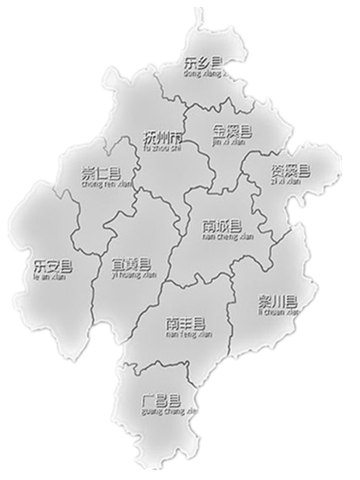 东乡县
dong xiang x
抚州市
fu zhou shi
金溪县
jin xi xian
崇仁县
chong ren xian
资溪县
zi xi xian
南城县
nan cheng xian
乐安县
le an xian
宜黄县
yi huang xian
黎川县
li chuan xian
南丰县
nan feng xian
广昌县
guang chang xin